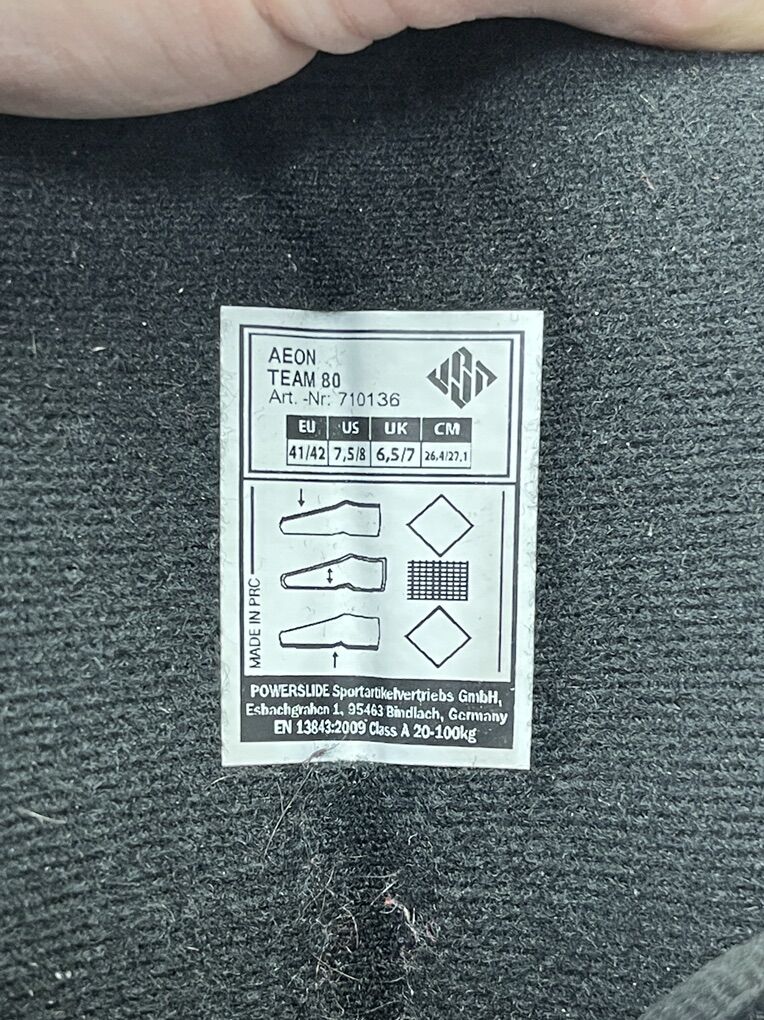 AEON
TEAM 80
Art. -Nr: 710136
USD
EU US UK CM
41/42 7,5/8 6,5/7 26,4/27,1
MADE IN PRC
POWERSLIDE Sportartikelvertriebs GmbH,
Esbachgraben 1, 95463 Bindlach, Germany
EN 13843:2009 Class A 20-100kg